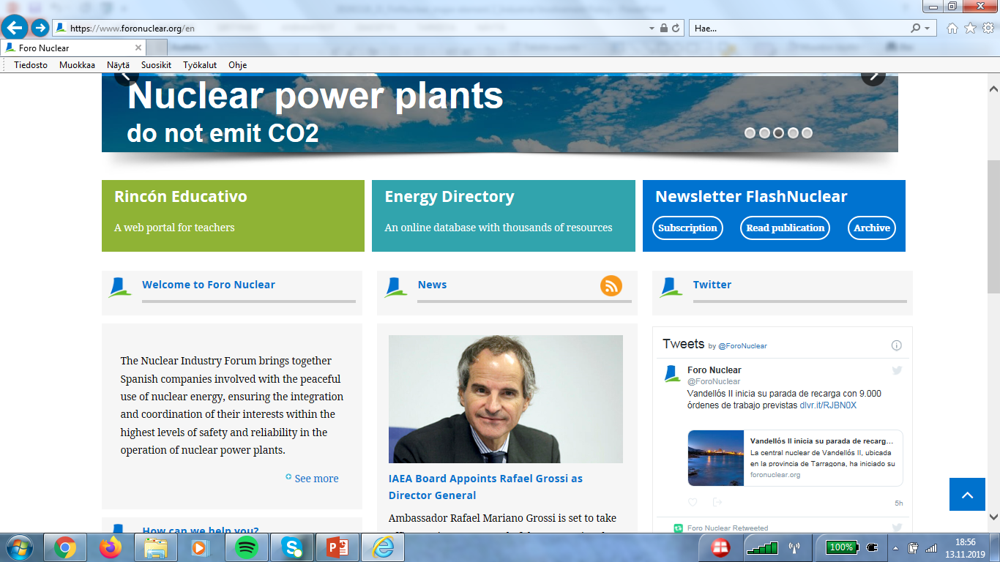 https://www.foronuclear.org/en
Hae...
Foro Nuclear
Tiedosto Muokkaa Näytä Suosikit Työkalut Ohje
Nuclear power plants
do not emit CO2
Rincón Educativo
A web portal for teachers
Energy Directory
An online database with thousands of resources
Newsletter FlashNuclear
Subscription Read publication Archive
Welcome to Foro Nuclear
The Nuclear Industry Forum brings together
Spanish companies involved with the peaceful
use of nuclear energy, ensuring the integration
and coordination of their interests within the
highest levels of safety and reliability in the
operation of nuclear power plants.
See more
How can we help you?
News
IAEA Board Appoints Rafael Grossi as
Director General
Ambassador Rafael Mariano Grossi is set to take
Twitter
Tweets by @ForoNuclear
Foro Nuclear
@ForoNuclear
Vandellós II inicia su parada de recarga con 9.000
órdenes de trabajo previstas dlvr.it/RJBN0X
Vandellós II inicia su parada de recarg...
La central nuclear de Vandellós II, ubicada
en la provincia de Tarragona, ha iniciado su
foronuclear.org
5h
Foro Nuclear Retweeted
100%
18:56
13.11.2019